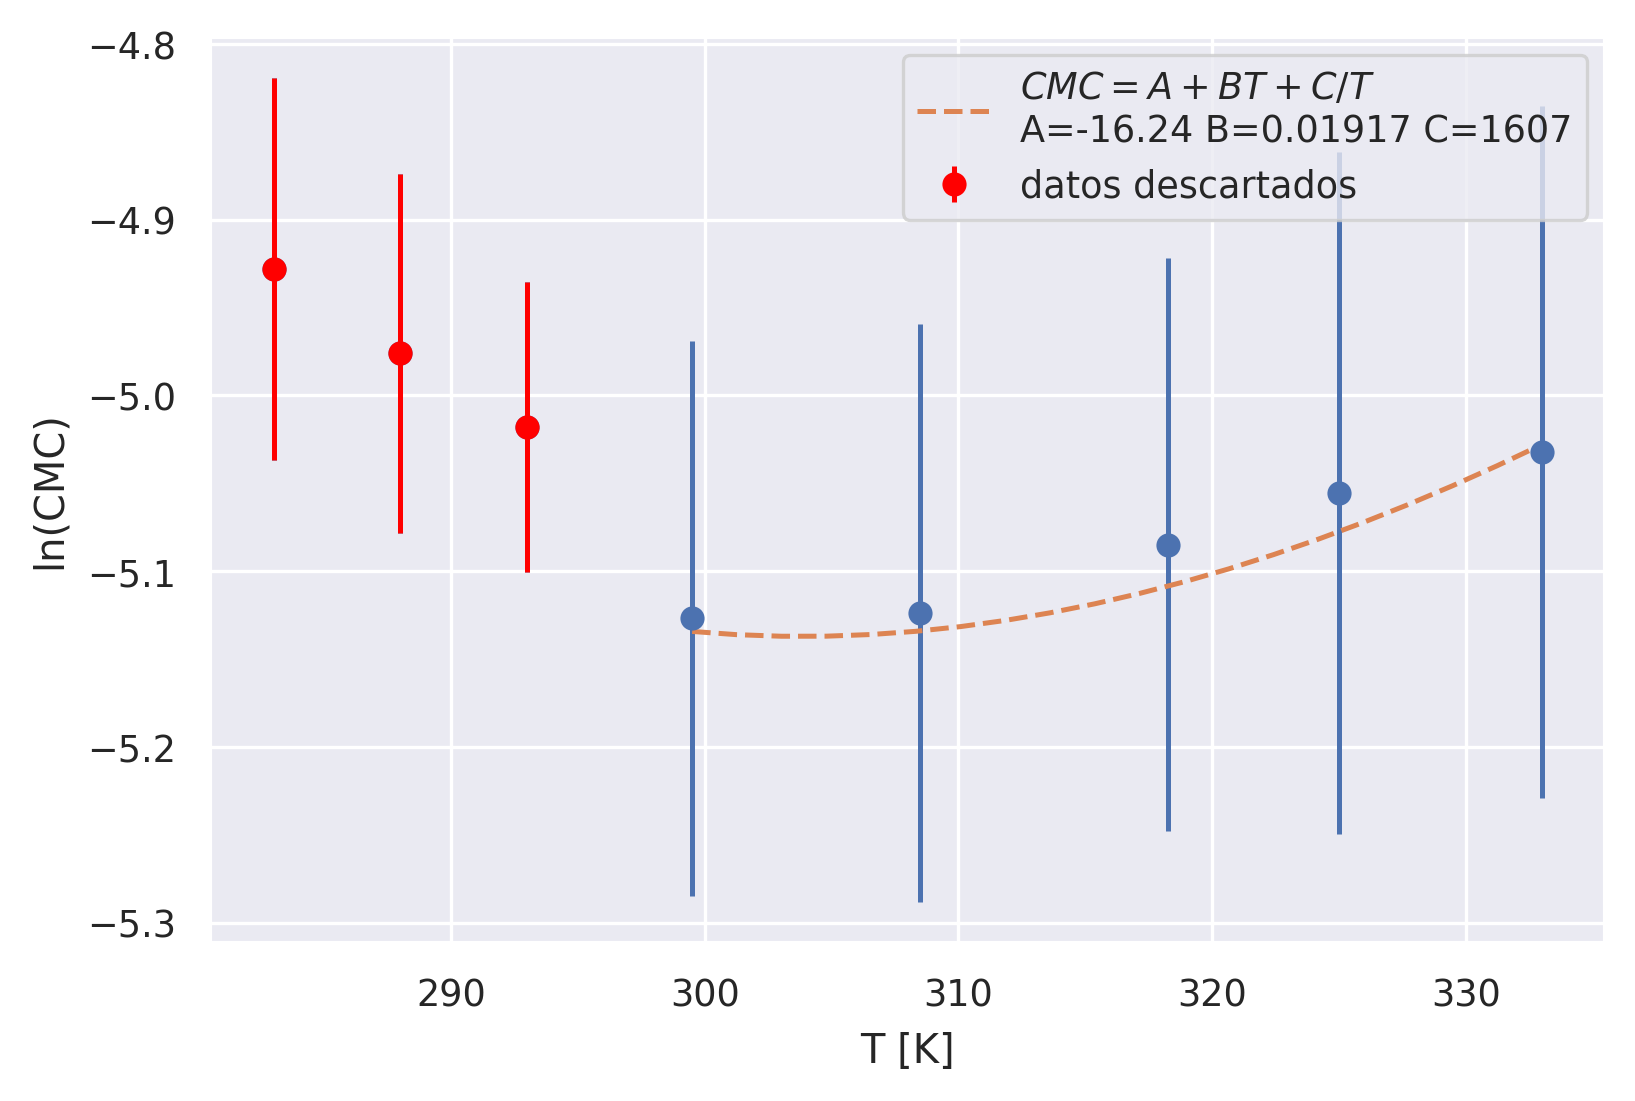 −4.8
−4.9
−5.0
−5.1
−5.2
−5.3
ln(CMC)
CMC = A + BT + C/T
A=-16.24 B=0.01917 C=1607
datos descartados
290 300 310 320 330
T [K]